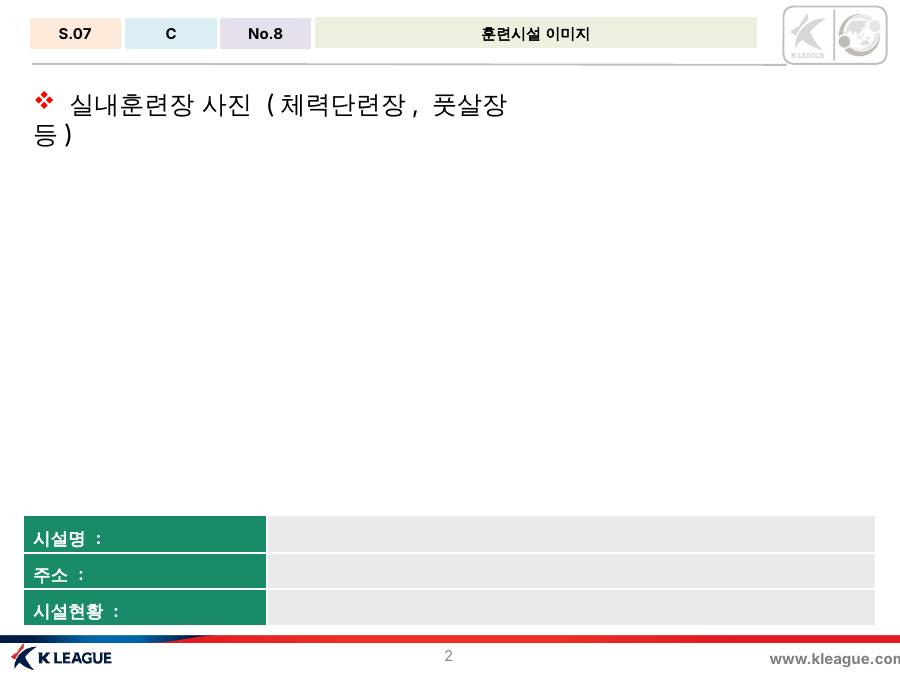 S.07 C No.8 훈련시설 이미지
K LEAGUE
❖ 실내훈련장 사진 ( 체력단련장 , 풋살장
등 )
시설명 :
주소 :
시설현황 :
K LEAGUE 2 www.kleague.com